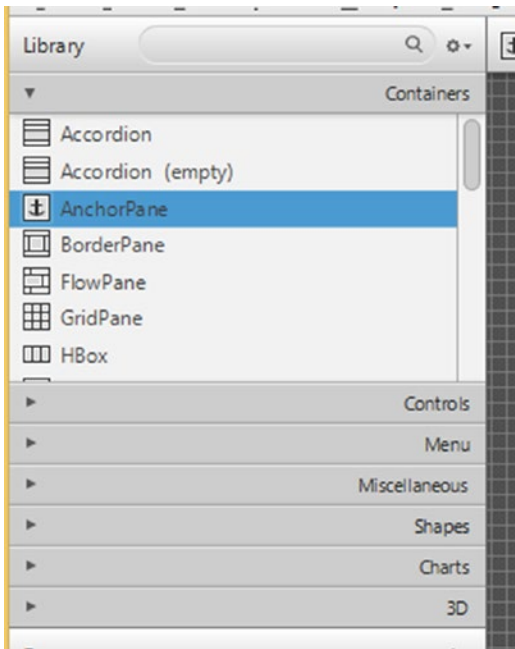 Library
Containers
Accordion
Accordion (empty)
AnchorPane
BorderPane
FlowPane
GridPane
HBox
Controls
Menu
Miscellaneous
Shapes
Charts
3D